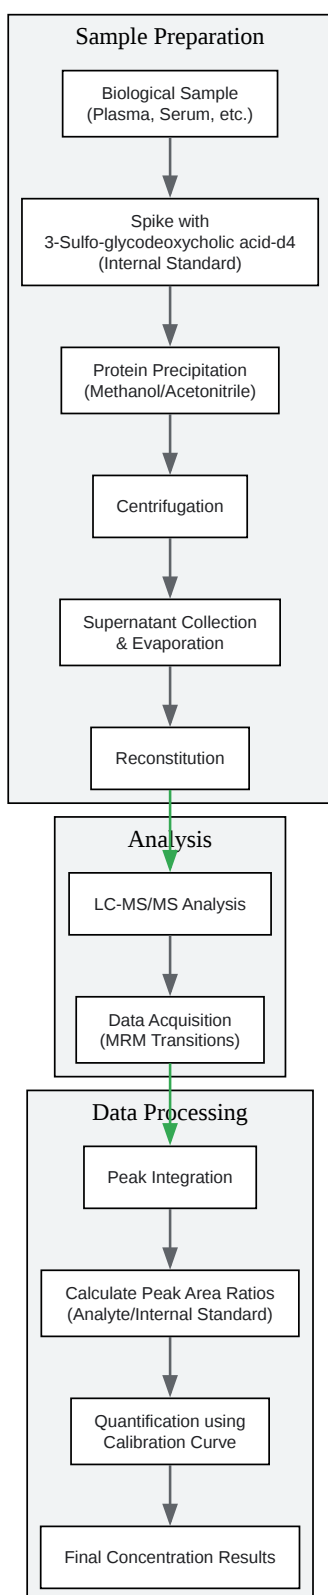 Sample Preparation
Biological Sample
(Plasma, Serum, etc.)
Spike with
3-Sulfo-glycodeoxycholic acid-d4
(Internal Standard)
Protein Precipitation
(Methanol/Acetonitrile)
Centrifugation
Supernatant Collection
& Evaporation
Reconstitution
Analysis
LC-MS/MS Analysis
Data Acquisition
(MRM Transitions)
Data Processing
Peak Integration
Calculate Peak Area Ratios
(Analyte/Internal Standard)
Quantification using
Calibration Curve
Final Concentration Results